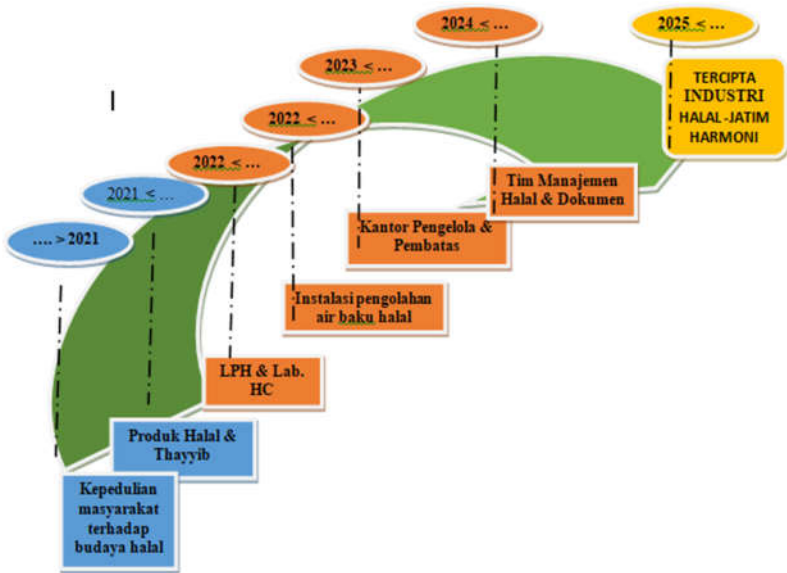 2024 < ...
2025 < ...
2023 < ...
TERCIPTA
INDUSTRI
HALAL-JATIM
HARMONI
2022 < ...
2022 < ...
2021 < ...
Tim Manajemen
Halal & Dokumen
.... > 2021
Kantor Pengelola &
Pembatas
Instalasi pengolahan
air baku halal
LPH & Lab.
HC
Produk Halal &
Thayyib
Kepedulian
masyarakat
terhadap
budaya halal